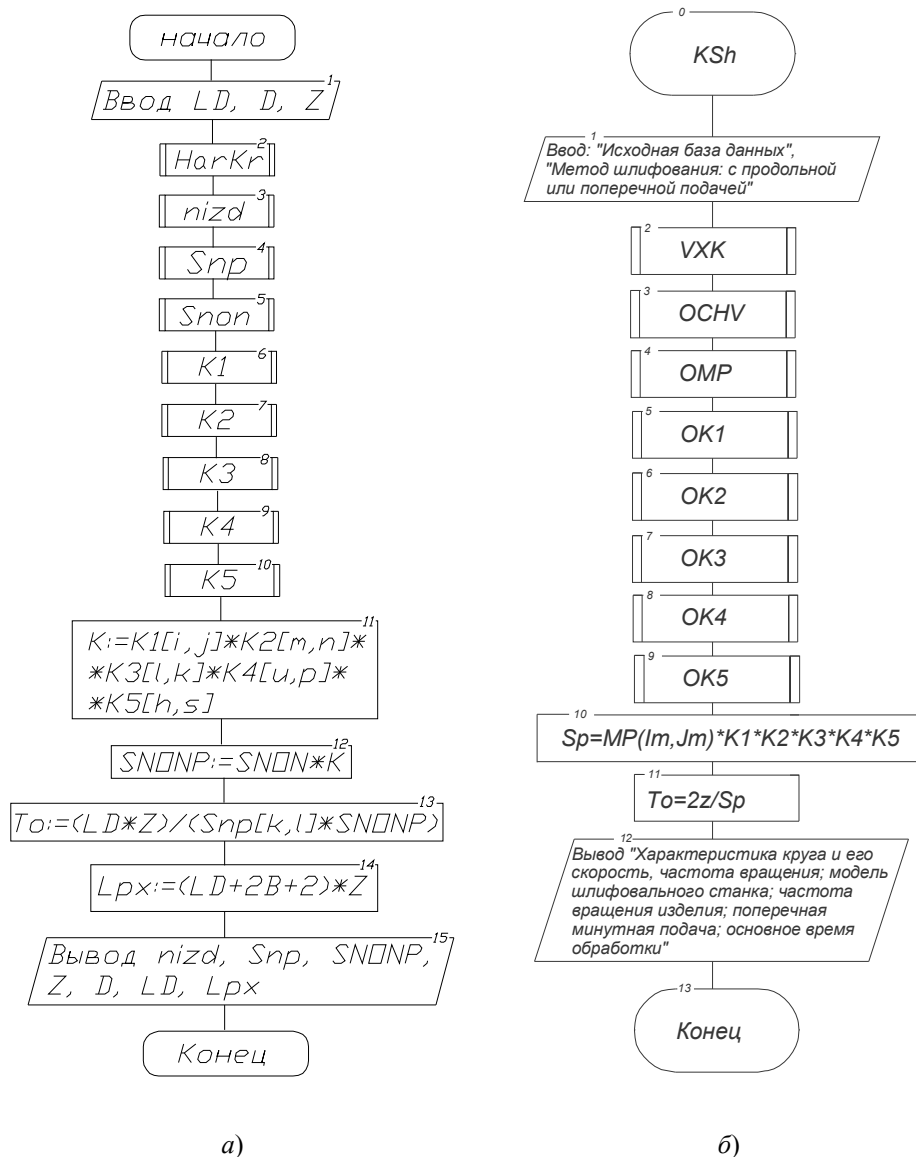 начало
1
Ввод LD, D, Z
2
HarKr
3
nizd
4
Snp
5
Snon
6
K1
7
K2
8
K3
9
K4
10
K5
11
K:=K1[i,j]*K2[m,n]*
*K3[l,k]*K4[u,p]*
*K5[h,s]
12
SNПNP:=SNПN*K
13
To:=(LD*Z)/(Snp[k,l]*SNПNP)
14
Lpx:=(LD+2B+2)*Z
15
Вывод nizd, Snp, SNПNP,
Z, D, LD, Lpx
Конец
а)
0
KSh
1
Ввод: "Исходная база данных",
"Метод шлифования: с продольной
или поперечной подачей"
2
VXK
3
OCHV
4
OMP
5
OK1
6
OK2
7
OK3
8
OK4
9
OK5
10
Sp=MP(Im,Jm)*K1*K2*K3*K4*K5
11
To=2z/Sp
12
Вывод "Характеристика круга и его
скорость, частота вращения; модель
шлифовального станка; частота
вращения изделия; поперечная
минутная подача; основное время
обработки"
13
Конец
б)